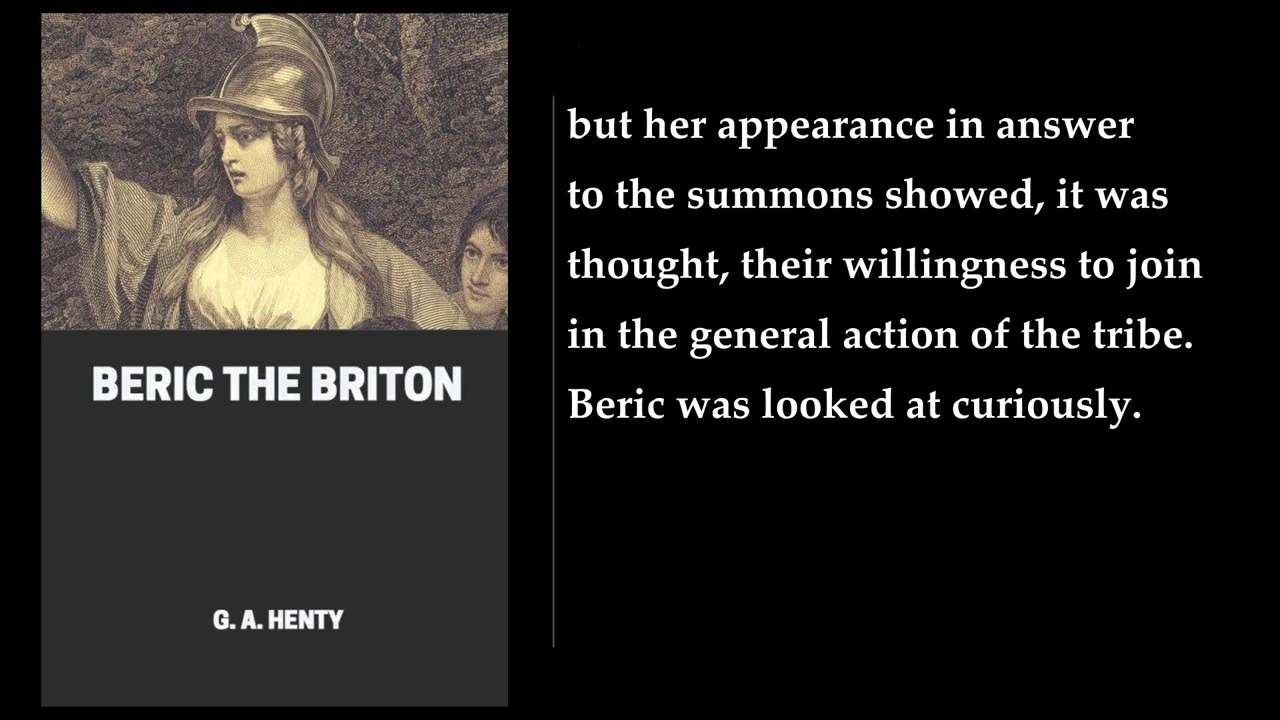 BERIC THE BRITON
G. A. HENTY
but her appearance in answer
to the summons showed, it was
thought, their willingness to join
in the general action of the tribe.
Beric was looked at curiously.